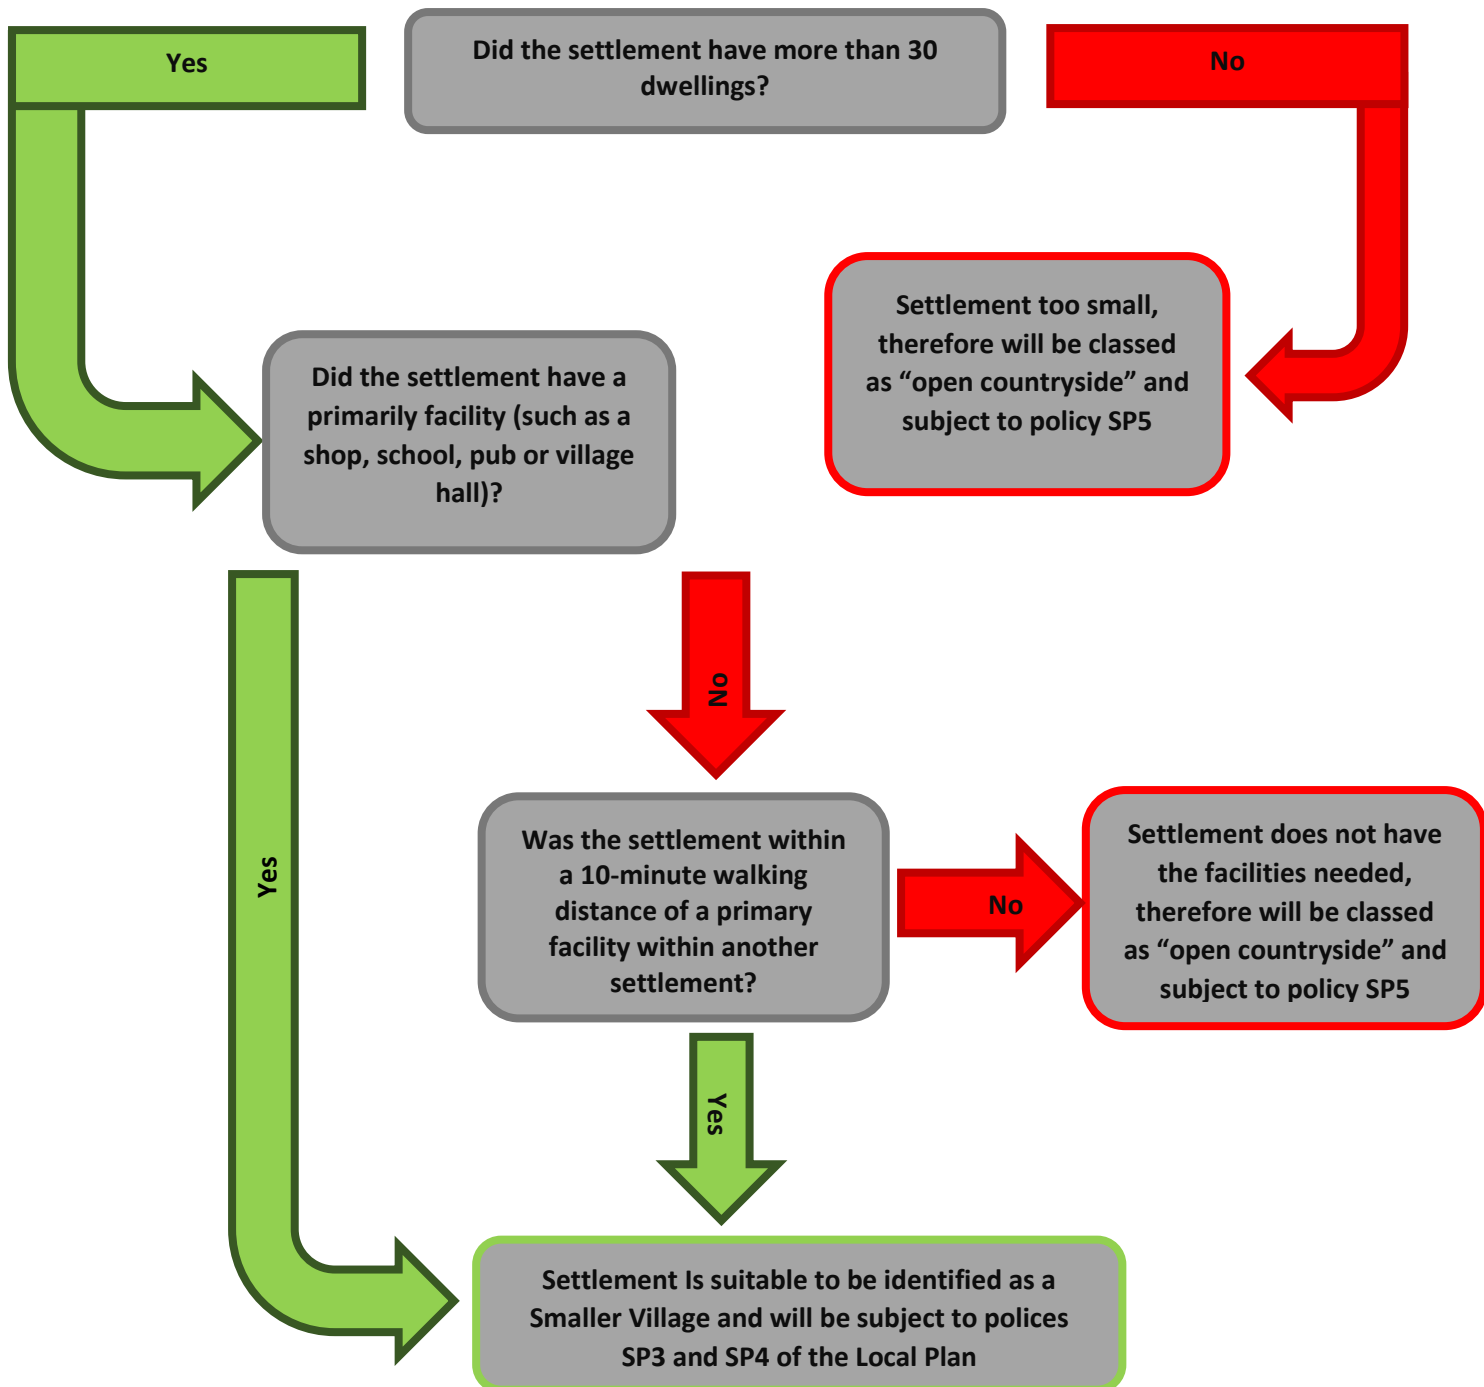 Yes
Did the settlement have more than 30
dwellings?
No
Settlement too small,
therefore will be classed
as “open countryside” and
subject to policy SP5
Did the settlement have a
primarily facility (such as a
shop, school, pub or village
hall)?
No
Yes
Was the settlement within
a 10-minute walking
distance of a primary
facility within another
settlement?
No
Settlement does not have
the facilities needed,
therefore will be classed
as “open countryside” and
subject to policy SP5
Yes
Settlement Is suitable to be identified as a
Smaller Village and will be subject to polices
SP3 and SP4 of the Local Plan